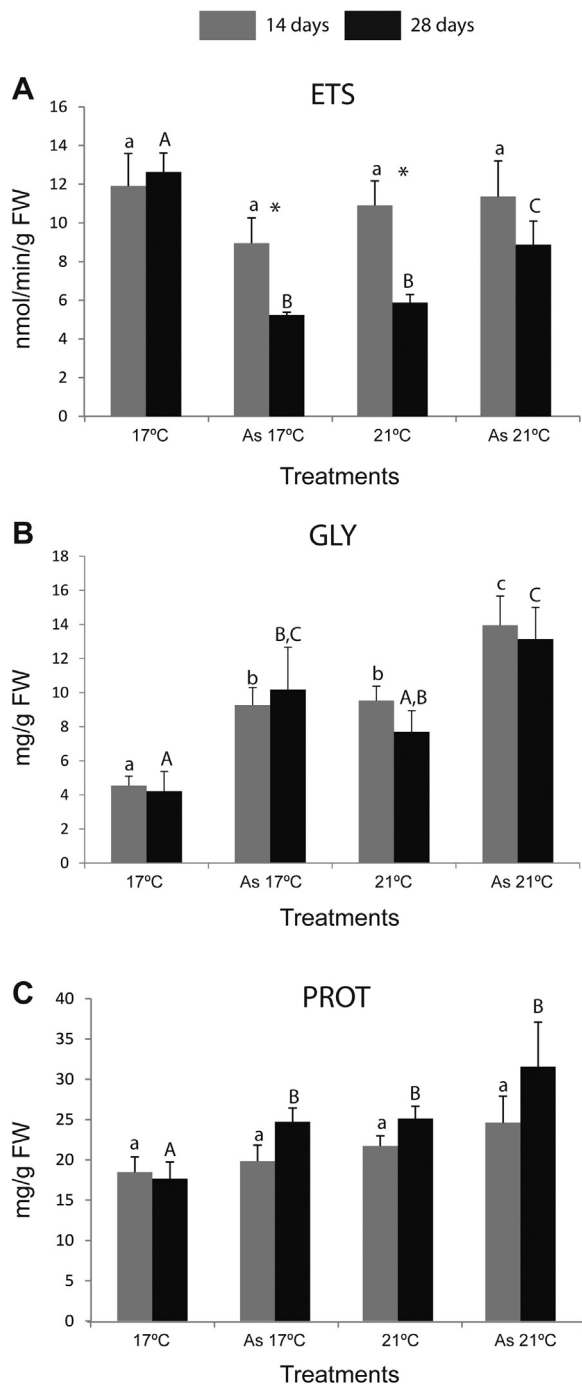 14 days 28 days
A
ETS
16
14
12
10
8
6
4
2
0
nmol/min/g FW
a A a * B a * B a C
17ºC As 17ºC 21ºC As 21ºC
Treatments
B
GLY
18
16
14
12
10
8
6
4
2
0
mg/g FW
a A b B,C b A,B c C
17ºC As 17ºC 21ºC As 21ºC
Treatments
C
PROT
40
35
30
25
20
15
10
5
0
mg/g FW
a A a B a B a B
17ºC As 17ºC 21ºC As 21ºC
Treatments